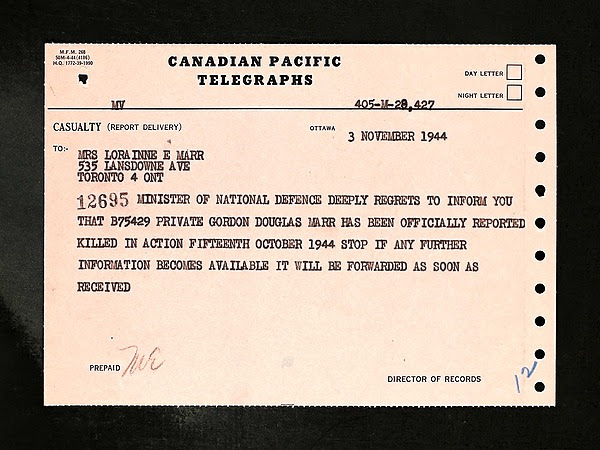 M.F.M. 268
50M-4-44 (4186)
H.Q. 1772-39-1990
CANADIAN PACIFIC
TELEGRAPHS
DAY LETTER
NIGHT LETTER
MV
405-M-28,427
CASUALTY (REPORT DELIVERY)
OTTAWA
3 NOVEMBER 1944
TO:-
MRS LORAINNE E MARR
535 LANSDOWNE AVE
TORONTO 4 ONT
12695 MINISTER OF NATIONAL DEFENCE DEEPLY REGRETS TO INFORM YOU
THAT B75429 PRIVATE GORDON DOUGLAS MARR HAS BEEN OFFICIALLY REPORTED
KILLED IN ACTION FIFTEENTH OCTOBER 1944 STOP IF ANY FURTHER
INFORMATION BECOMES AVAILABLE IT WILL BE FORWARDED AS SOON AS
RECEIVED
PREPAID
DIRECTOR OF RECORDS
12